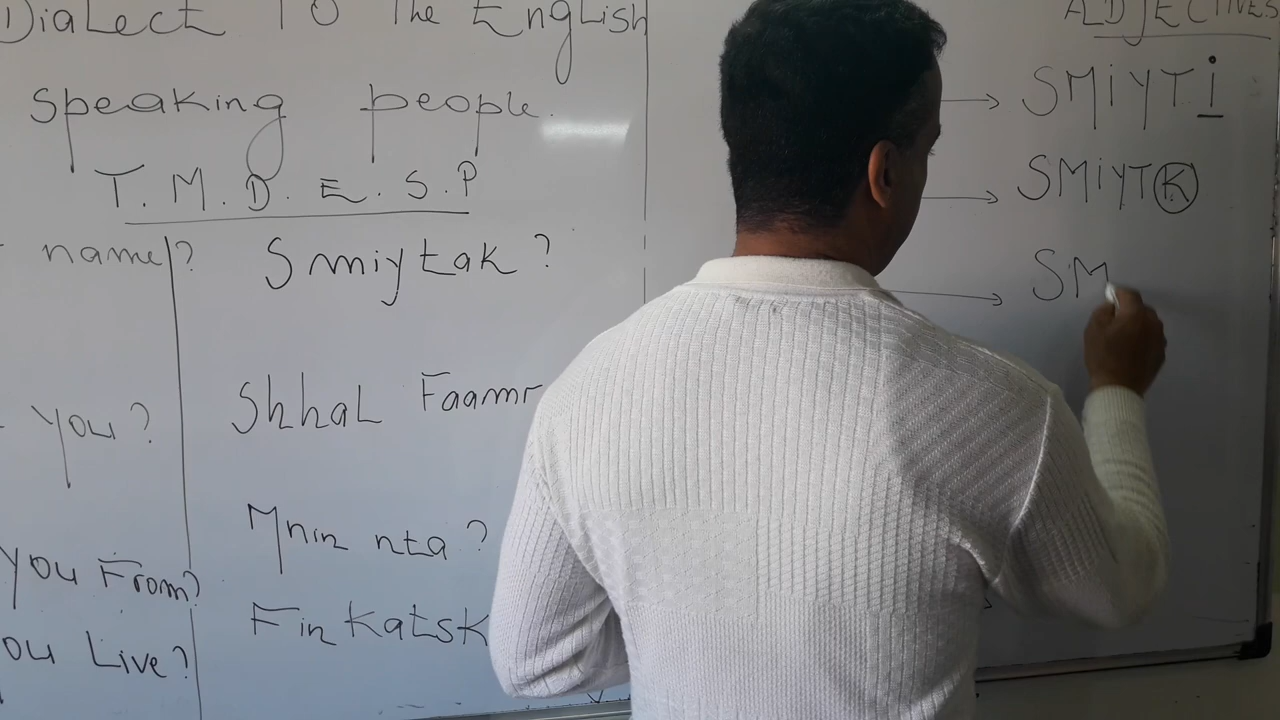 Dialect To The English
Speaking people.
T. M. D. E. S. P
name? Smiytak?
you? Shhal Faamr
you From? Mnin nta?
ou Live? Fin katsk
ADJECTIVES
SMiYTi
SMiYTK
SM